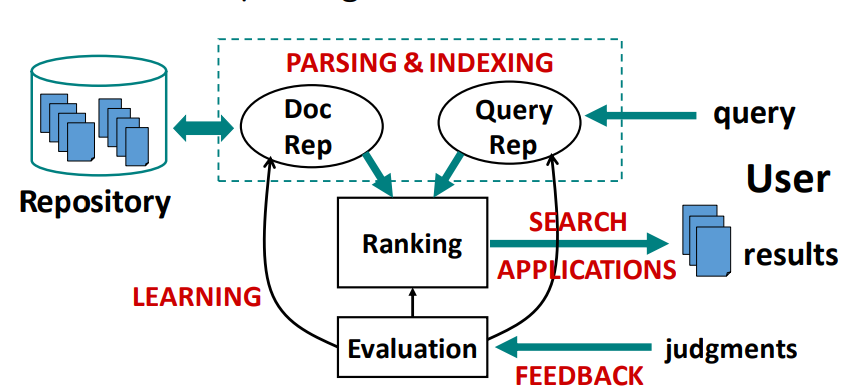 PARSING & INDEXING
Doc
Rep
Query
Rep
query
Repository
User
Ranking
SEARCH
APPLICATIONS
results
LEARNING
Evaluation
judgments
FEEDBACK